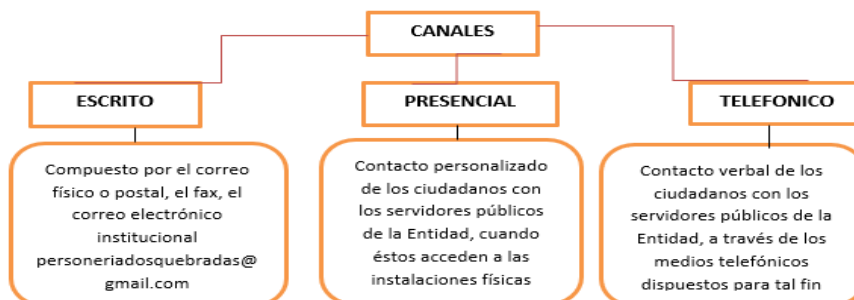 CANALES
ESCRITO
PRESENCIAL
TELEFONICO
Compuesto por el correo
físico o postal, el fax, el
correo electrónico
institucional
personeriadosquebradas@
gmail.com
Contacto personalizado
de los ciudadanos con
los servidores públicos
de la Entidad, cuando
éstos acceden a las
instalaciones físicas
Contacto verbal de los
ciudadanos con los
servidores públicos de la
Entidad, a través de los
medios telefónicos
dispuestos para tal fin